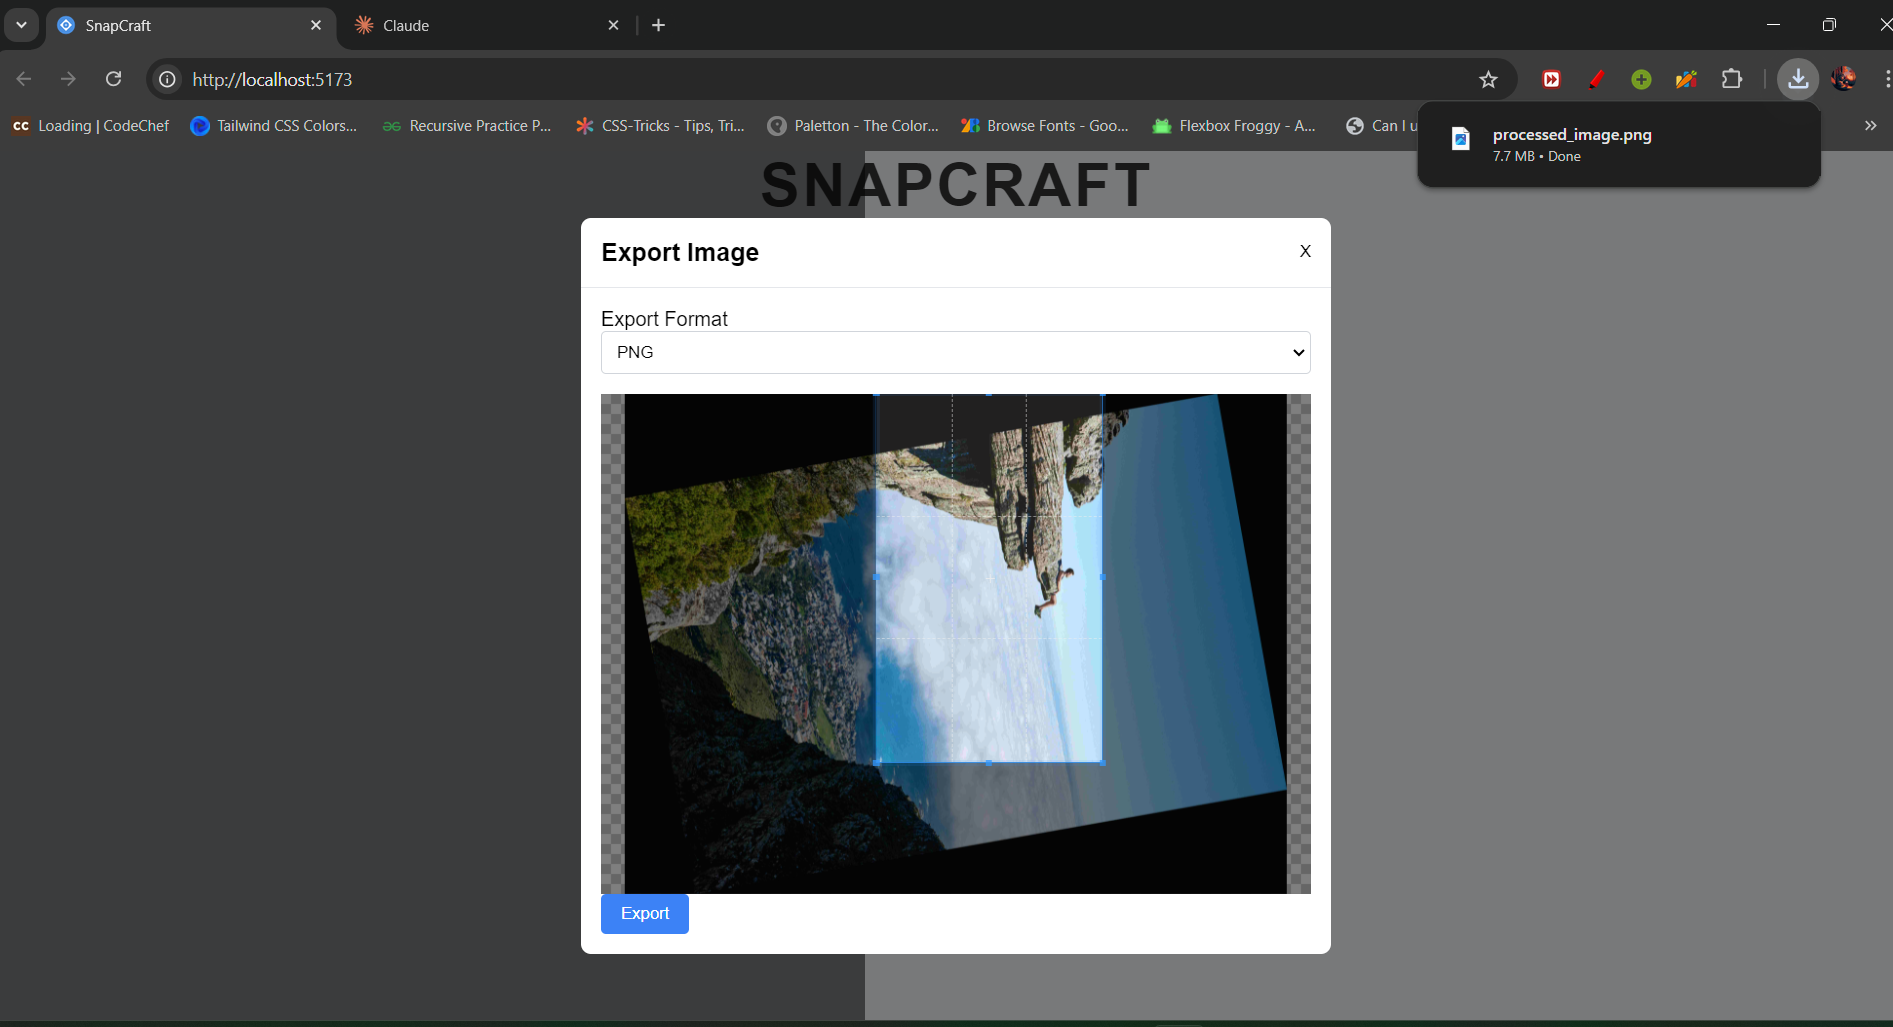 SnapCraft
Claude
http://localhost:5173
CC Loading | CodeChef
Tailwind CSS Colors...
Recursive Practice P...
CSS-Tricks - Tips, Tri...
Paletton - The Color...
Browse Fonts - Goo...
Flexbox Froggy - A...
Can I u
processed_image.png
7.7 MB • Done
SNAPCRAFT
Export Image
X
Export Format
PNG
Export